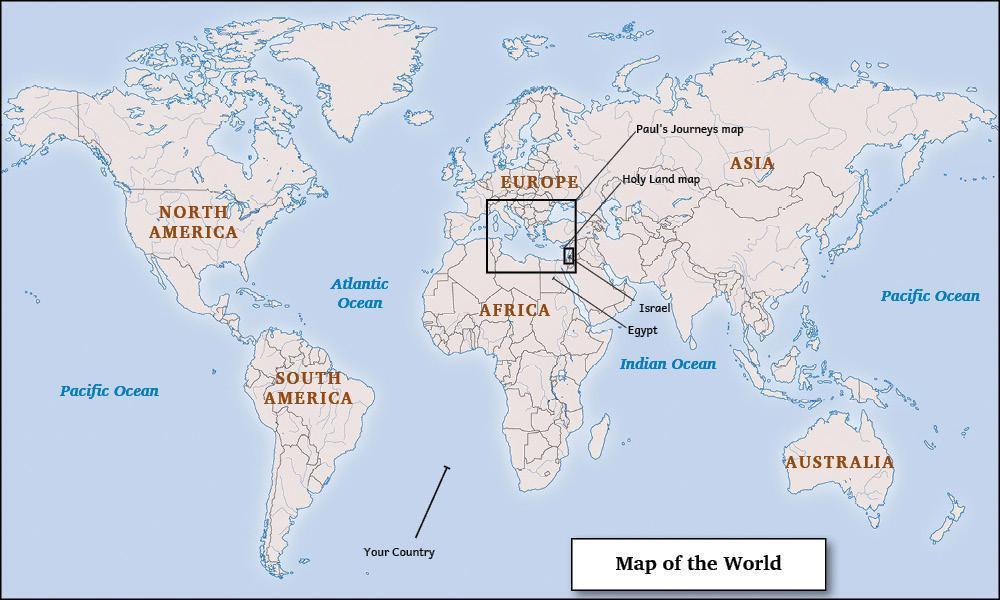 Paul's Journeys map
ASIA
Holy Land map
EUROPE
NORTH
AMERICA
Atlantic
Ocean
Pacific Ocean
AFRICA
Israel
Egypt
Indian Ocean
SOUTH
AMERICA
Pacific Ocean
AUSTRALIA
Your Country
Map of the World